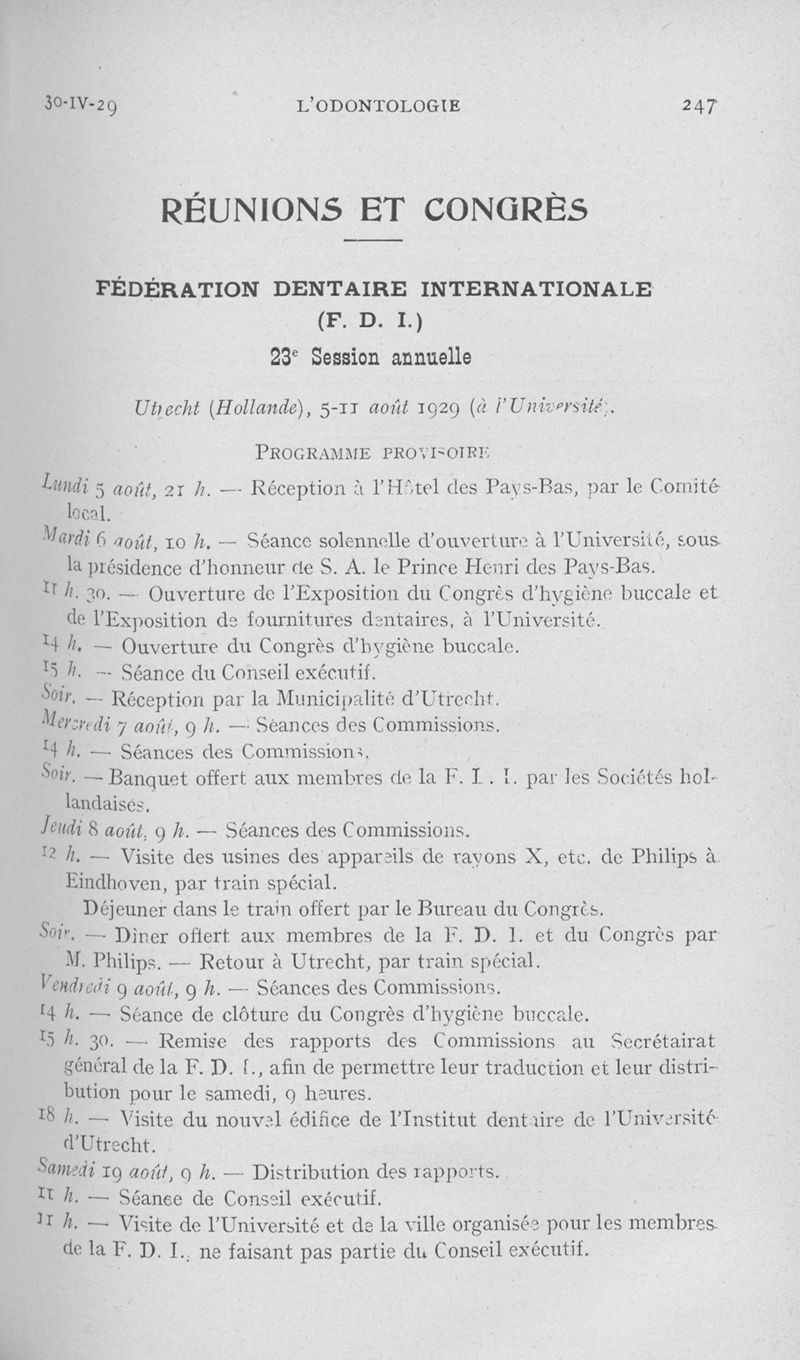 30-IV-29 L'ODONTOLOGIE 247
RÉUNIONS ET CONGRÈS
FÉDÉRATION DENTAIRE INTERNATIONALE
(F. D. I.)
23e Session annuelle
Utrecht (Hollande), 5-11 août 1929 (à l'Université).
PROGRAMME PROVISOIRE
Lundi 5 août, 21 h. — Réception à l'Hôtel des Pays-Bas, par le Comité
local.
Mardi 6 août, 10 h. — Séance solennelle d'ouverture à l'Université, sous
la présidence d'honneur de S. A. le Prince Henri des Pays-Bas.
11 h. 30. — Ouverture de l'Exposition du Congrès d'hygiène buccale et
de l'Exposition de fournitures dentaires, à l'Université.
14 h. — Ouverture du Congrès d'hygiène buccale.
15 h. — Séance du Conseil exécutif.
Soir. — Réception par la Municipalité d'Utrecht.
Mercredi 7 août, 9 h. — Séances des Commissions.
14 h. — Séances des Commissions.
Soir. — Banquet offert aux membres de la F. I. . I. par les Sociétés hol-
landaises.
Jeudi 8 août, 9 h. — Séances des Commissions.
12 h. — Visite des usines des appareils de rayons X, etc. de Philips à
Eindhoven, par train spécial.
Déjeuner dans le train offert par le Bureau du Congrès.
Soir. — Dîner offert aux membres de la F. D. I. et du Congrès par
M. Philips. — Retour à Utrecht, par train spécial.
Vendredi 9 août, 9 h. — Séances des Commissions.
14 h. — Séance de clôture du Congrès d'hygiène buccale.
15 h. 30. — Remise des rapports des Commissions au Secrétariat
général de la F. D. I., afin de permettre leur traduction et leur distri-
bution pour le samedi, 9 heures.
18 h. — Visite du nouvel édifice de l'Institut dentaire de l'Université
d'Utrecht.
Samedi 19 août, 9 h. — Distribution des rapports.
11 h. — Séance de Conseil exécutif.
11 h. — Visite de l'Université et de la ville organisée pour les membres
de la F. D. I., ne faisant pas partie du Conseil exécutif.